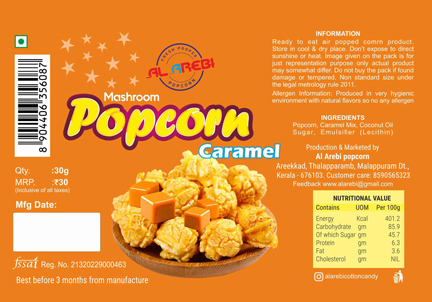 8 904406 356087
FRESH POPPED
AL AREBI
POPCORN
Mashroom
Popcorn
Caramel
Qty. :30g
MRP. :₹30
(Inclusive of all taxes)
Mfg Date:
fssai Reg. No. 21320229000463
Best before 3 months from manufacture
INFORMATION
Ready to eat air popped comrn product.
Store in cool & dry place. Don't expose to direct
sunshine or heat. image given on the pack is for
just representation purpose only actual product
may somewhat differ. Do not buy the pack if found
damage or tempered. Non standard size under
the legal metrology rule 2011.
Allergen Information: Produced in very hygienic
environment with natural flavors so no any allergen
INGREDIENTS
Popcorn, Caramel Mix, Coconut Oil
Sugar, Emulsifier (Lecithin)
Production & Marketed by
Al Arebi popcorn
Areekkad, Thalapparamb, Malappuram Dt.,
Kerala - 676103. Customer care: 8590565323
Feedback www.alarebi@gmail.com
NUTRITIONAL VALUE
Contains UOM Per 100g
Energy Kcal 401.2
Carbohydrate gm 85.9
Of which Sugar gm 45.7
Protein gm 6.3
Fat gm 3.6
Cholesterol gm NIL
alarebicottoncandy